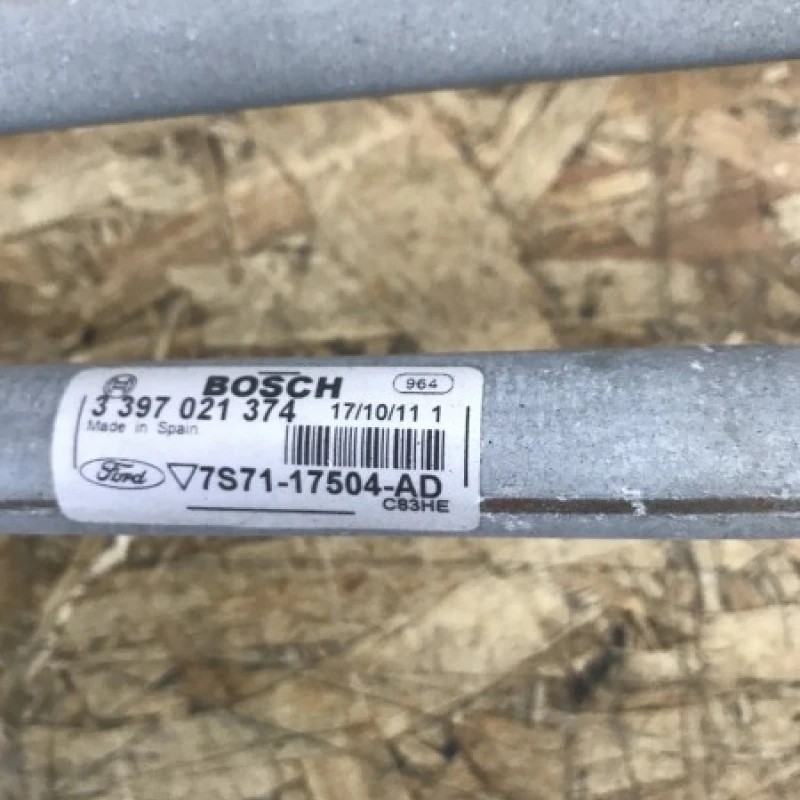 BOSCH 964
3 397 021 374 17/10/11 1
Made in Spain
Ford 7S71-17504-AD
C83HE